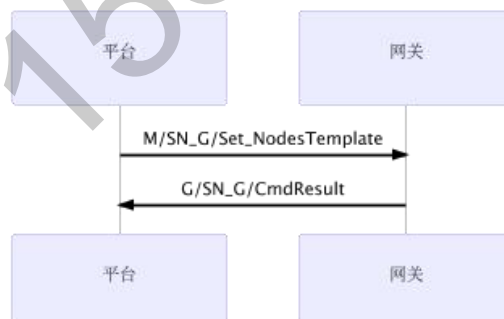 平台
网关
M/SN_G/Set_NodesTemplate
G/SN_G/CmdResult
平台
网关